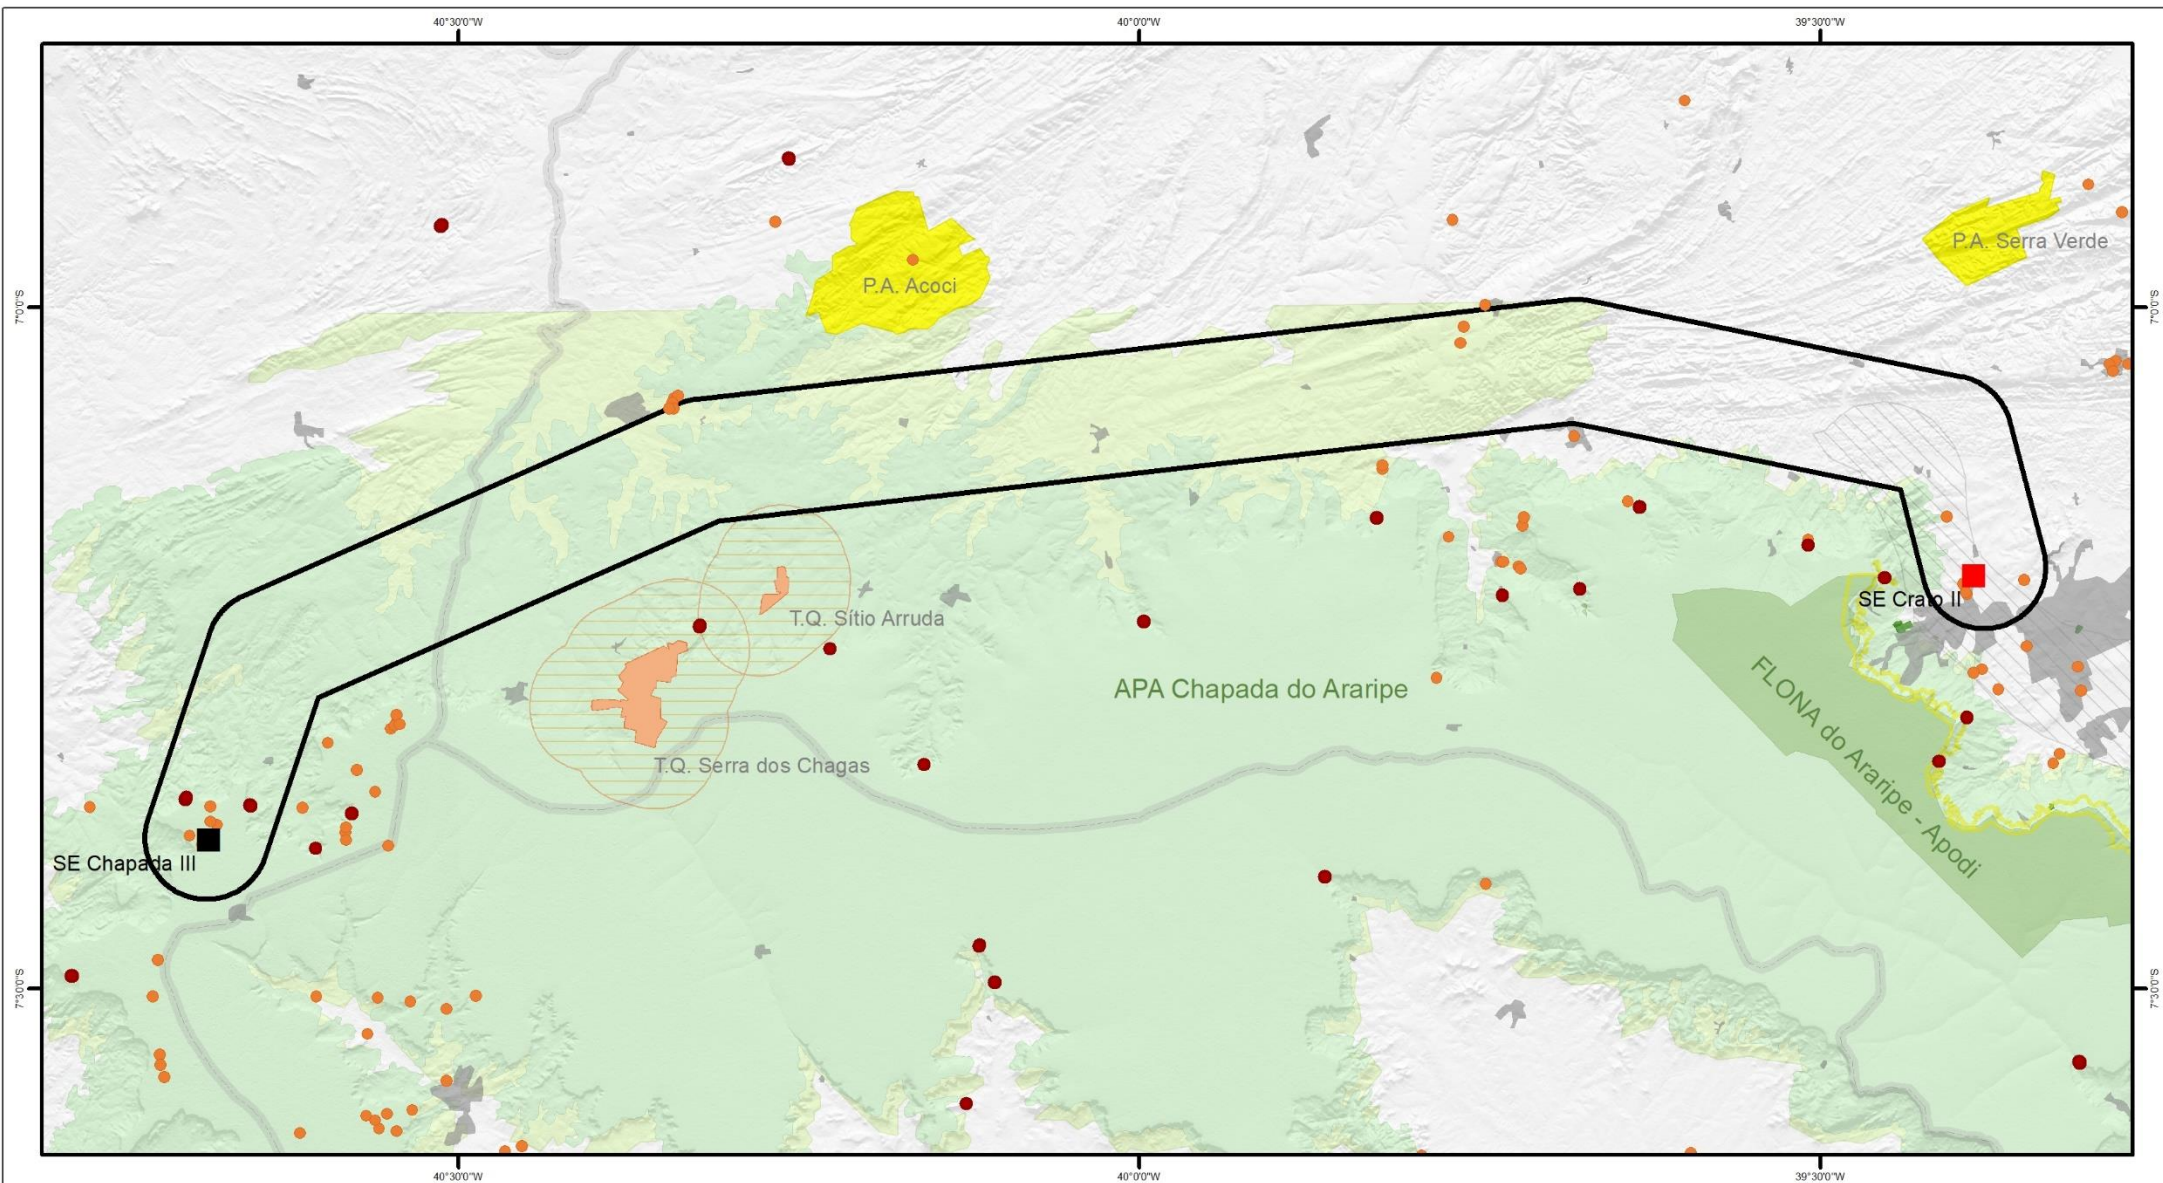 40°30'0"W
40°0'0"W
39°30'0"W
P.A. Serra Verde
P.A. Acoci
7°0'0"S
7°0'0"S
SE Crato II
T.Q. Sítio Arruda
APA Chapada do Araripe
FLONA do Araripe - Apodi
T.Q. Serra dos Chagas
SE Chapada III
7°30'0"S
7°30'0"S
40°30'0"W
40°0'0"W
39°30'0"W